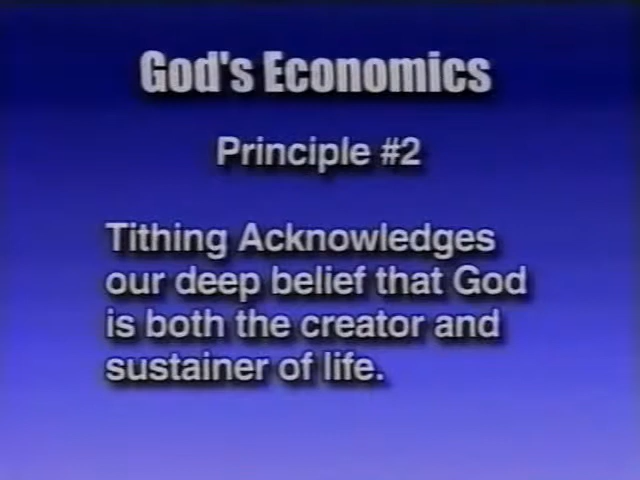 God's Economics
Principle #2
Tithing Acknowledges
our deep belief that God
is both the creator and
sustainer of life.